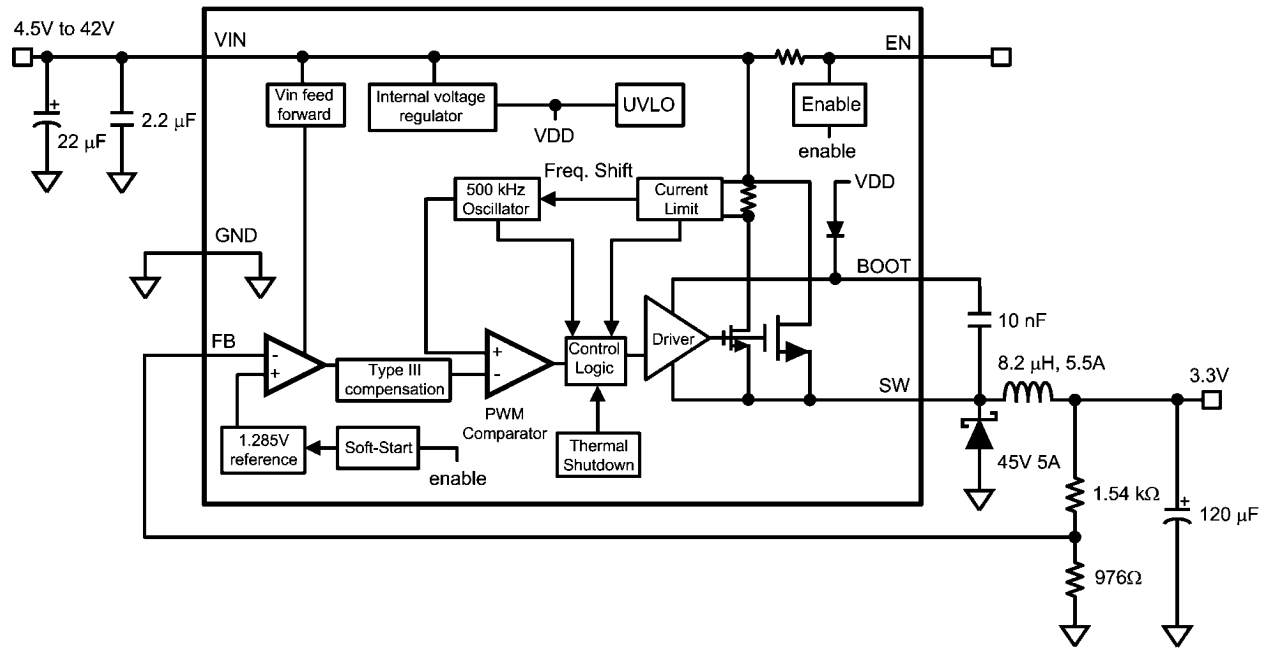 4.5V to 42V
VIN
EN
+
22 μF
2.2 μF
Vin feed
forward
Internal voltage
regulator
VDD
UVLO
Enable
enable
500 kHz
Oscillator
Freq. Shift
Current
Limit
VDD
GND
BOOT
10 nF
FB
-
+
Type III
compensation
+
-
PWM
Comparator
Control
Logic
Driver
SW
8.2 μH, 5.5A
3.3V
1.285V
reference
Soft-Start
enable
Thermal
Shutdown
45V 5A
1.54 kΩ
+
120 μF
976Ω